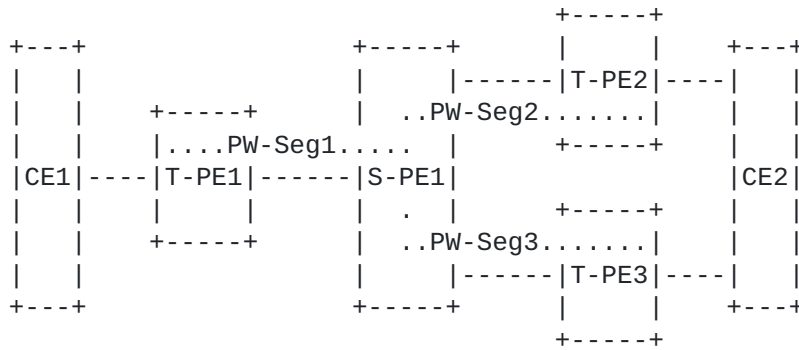 +-----+
+---+                     +-----+      |     |    +---+
|   |                     |     |------|T-PE2|----|   |
|   |     +-----+         |  ..PW-Seg2.......|    |   |
|   |     |....PW-Seg1.....  |      +-----+    |   |
|CE1|----|T-PE1|------|S-PE1|                 |CE2|
|   |     |     |      |  .  |      +-----+    |   |
|   |     +-----+      |  ..PW-Seg3.......|    |   |
|   |                     |     |------|T-PE3|----|   |
+---+                     +-----+      |     |    +---+
                                       +-----+